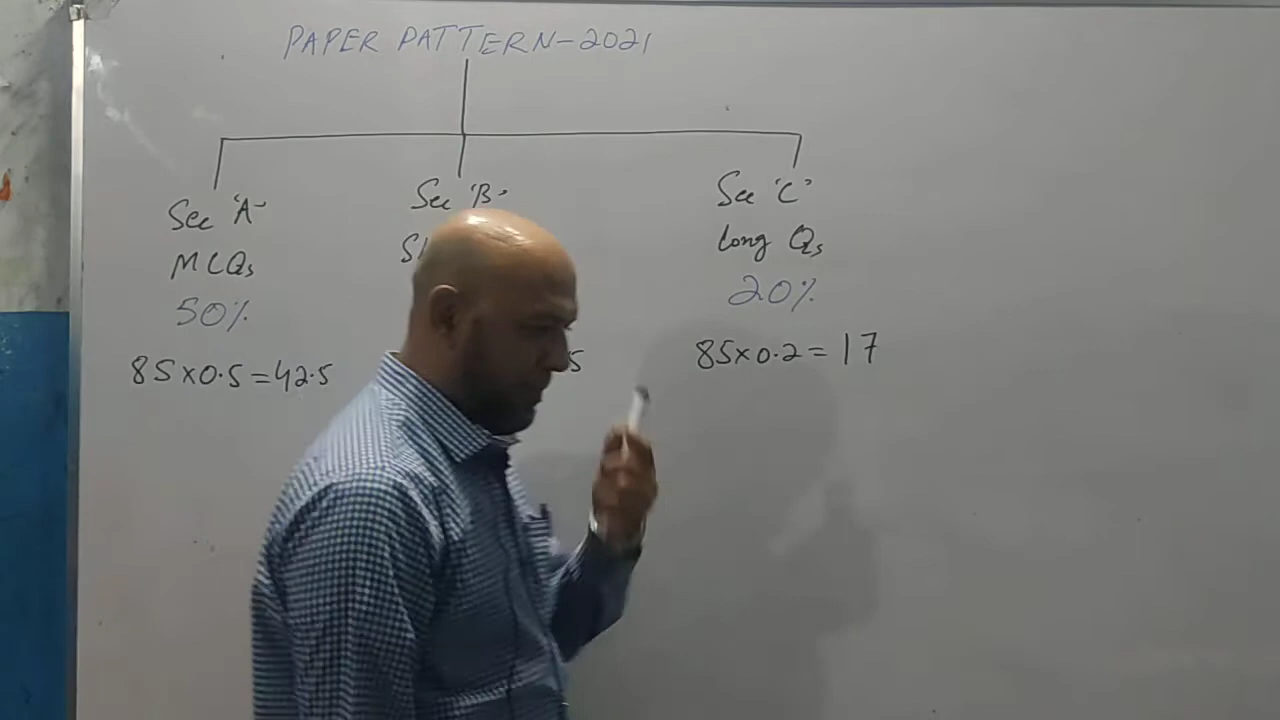 PAPER PATTERN-2021
Sec 'A'
MCQs
50%
85×0.5=42.5
Sec 'B'
Sec 'C'
Long Qs
20%
85×0.2=17